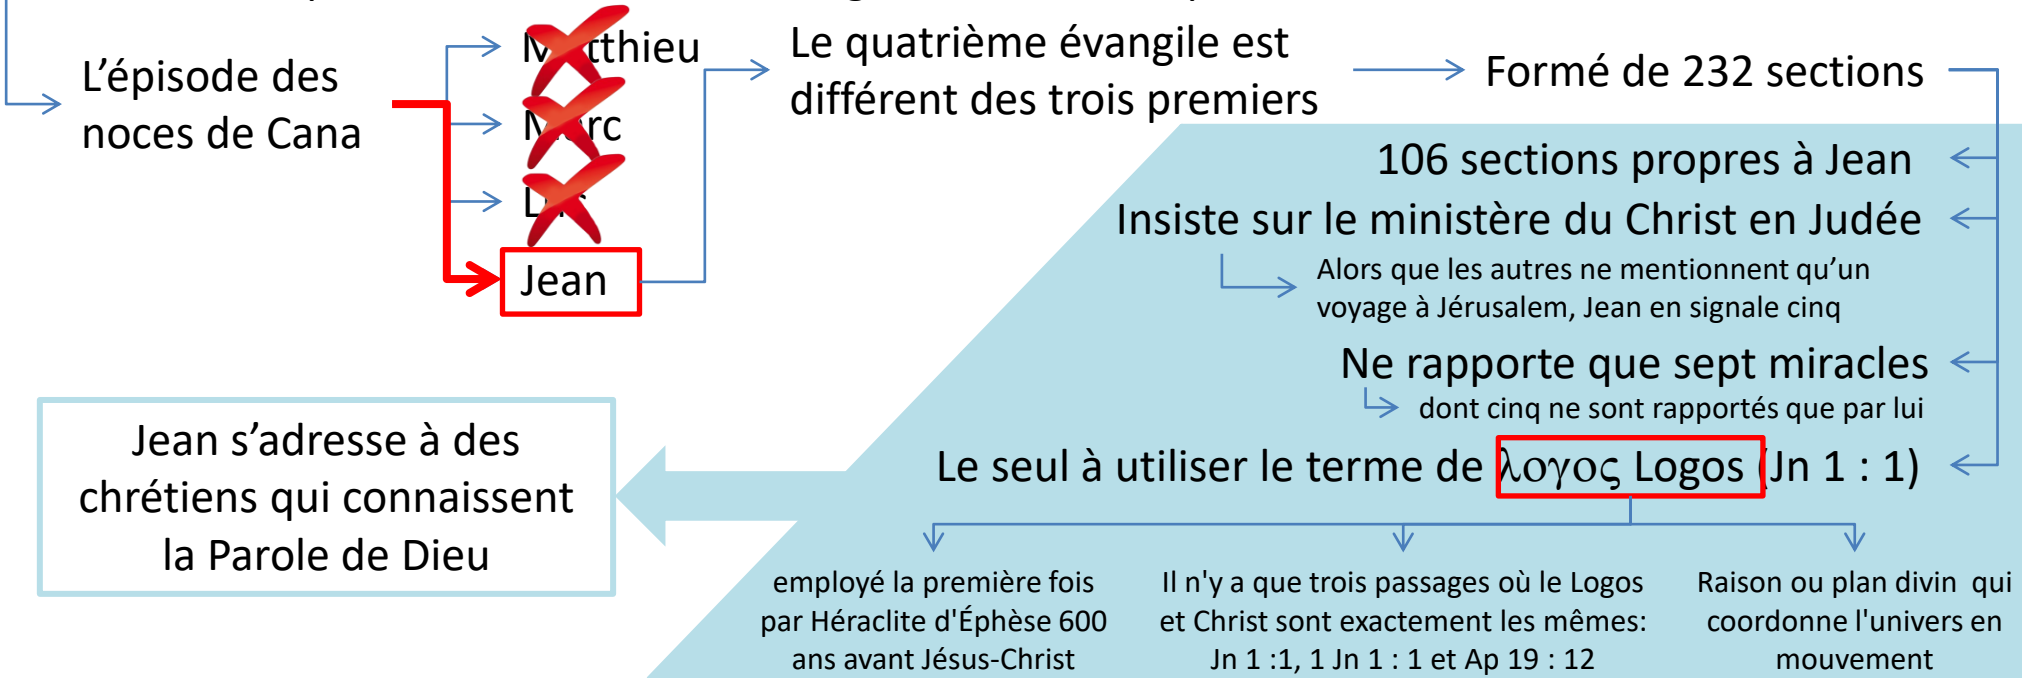 L’épisode des
noces de Cana
Matthieu
Marc
Luc
Jean
Le quatrième évangile est
différent des trois premiers
Formé de 232 sections
106 sections propres à Jean
Insiste sur le ministère du Christ en Judée
Alors que les autres ne mentionnent qu’un
voyage à Jérusalem, Jean en signale cinq
Ne rapporte que sept miracles
dont cinq ne sont rapportés que par lui
Le seul à utiliser le terme de λογος Logos (Jn 1 : 1)
employé la première fois
par Héraclite d'Éphèse 600
ans avant Jésus-Christ
Il n'y a que trois passages où le Logos
et Christ sont exactement les mêmes:
Jn 1 :1, 1 Jn 1 : 1 et Ap 19 : 12
Raison ou plan divin qui
coordonne l'univers en
mouvement
Jean s’adresse à des
chrétiens qui connaissent
la Parole de Dieu